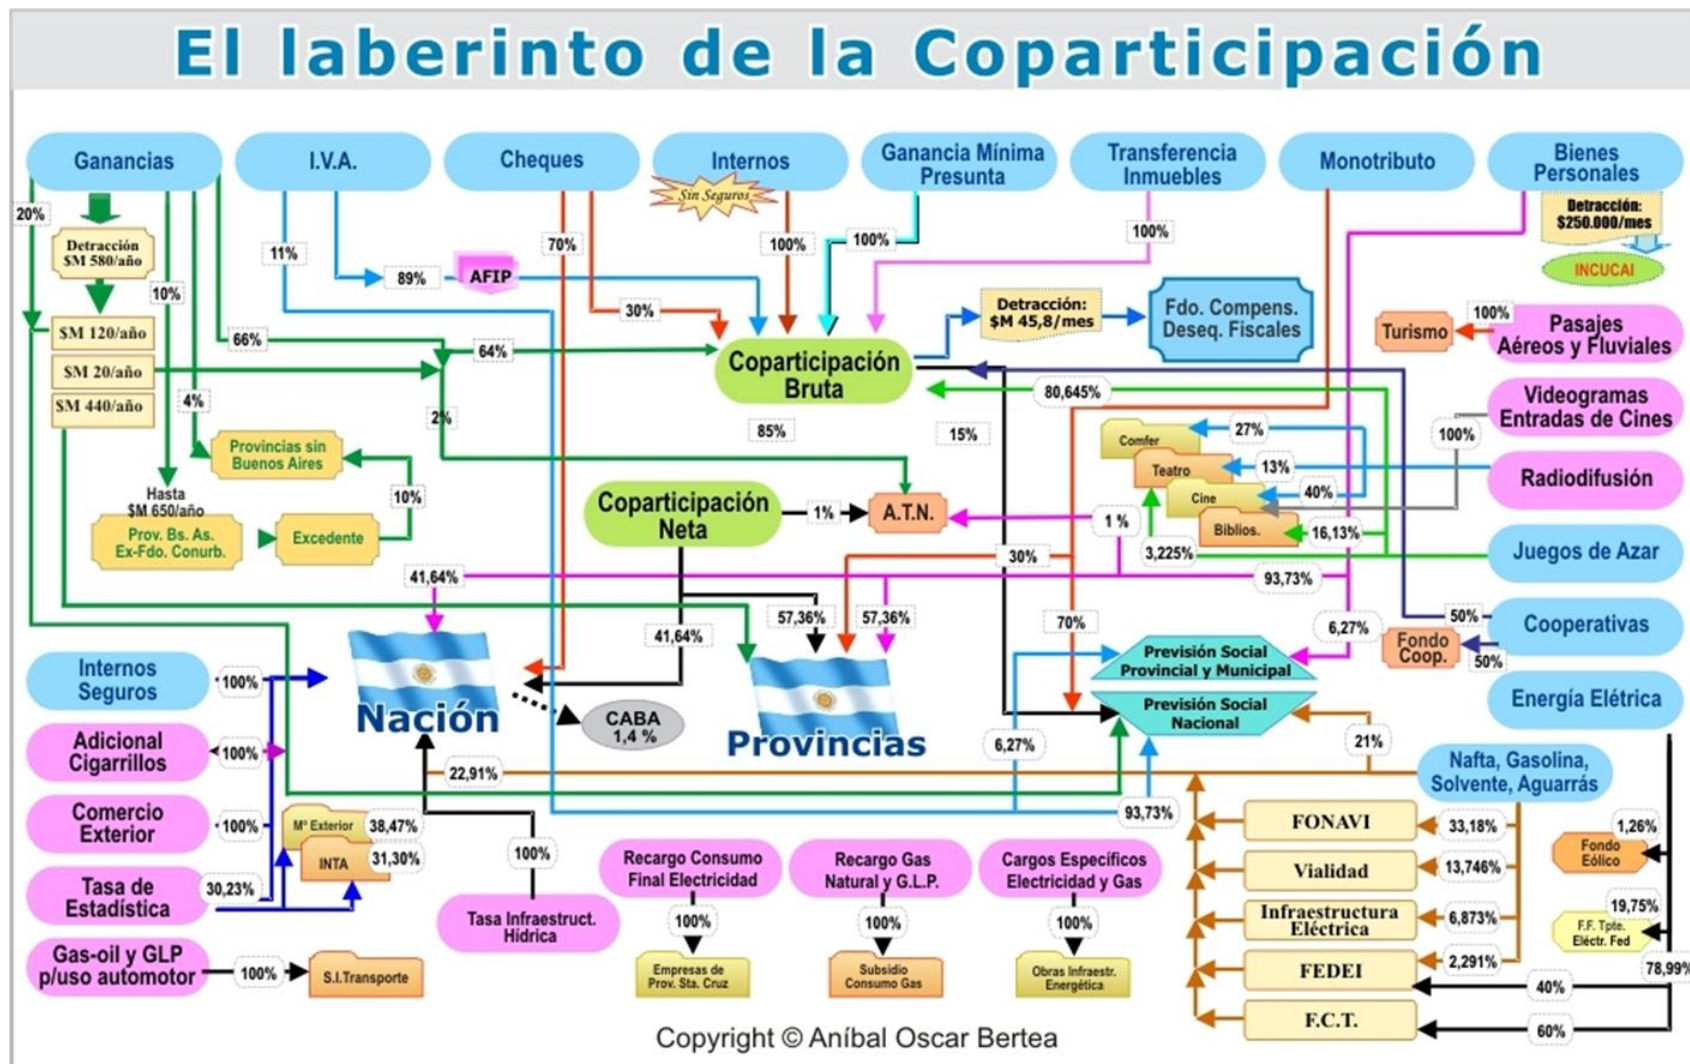 El laberinto de la Coparticipación
Ganancias
I.V.A.
Cheques
Internos
Ganancia Mínima
Presunta
Transferencia
Inmuebles
Monotributo
Bienes
Personales
Sin Seguros
Detracción:
$250.000/mes
INCUCAI
20%
Detracción
$M 580/año
10%
11%
89%
AFIP
70%
30%
100%
100%
100%
Detracción:
$M 45,8/mes
Fdo. Compens.
Deseq. Fiscales
100%
Turismo
Pasajes
Aéreos y Fluviales
$M 120/año
66%
64%
Coparticipación
Bruta
$M 20/año
$M 440/año
4%
2%
85%
15%
80,645%
Videogramas
Entradas de Cines
100%
Comfer
27%
Teatro
13%
Cine
40%
Biblios.
16,13%
3,225%
Radiodifusión
Provincias sin
Buenos Aires
10%
Hasta
$M 650/año
Prov. Bs. As.
Ex-Fdo. Conurb.
Excedente
Coparticipación
Neta
1%
A.T.N.
1 %
30%
Juegos de Azar
41,64%
93,73%
57,36%
57,36%
41,64%
70%
6,27%
50%
Cooperativas
Fondo
Coop.
50%
Internos
Seguros
100%
Nación
CABA
1,4 %
Provincias
Previsión Social
Provincial y Municipal
Previsión Social
Nacional
Energía Elétrica
Adicional
Cigarrillos
100%
22,91%
6,27%
21%
Nafta, Gasolina,
Solvente, Aguarrás
Comercio
Exterior
100%
Mº Exterior
38,47%
INTA
31,30%
100%
93,73%
FONAVI
33,18%
1,26%
Fondo
Eólico
Tasa de
Estadística
30,23%
Tasa Infraestruct.
Hídrica
Recargo Consumo
Final Electricidad
100%
Empresas de
Prov. Sta. Cruz
Recargo Gas
Natural y G.L.P.
100%
Subsidio
Consumo Gas
Cargos Específicos
Electricidad y Gas
100%
Obras Infraestr.
Energética
Vialidad
13,746%
Infraestructura
Eléctrica
6,873%
19,75%
F.F. Tpte.
Eléctr. Fed
FEDEI
2,291%
78,99%
40%
F.C.T.
60%
Gas-oil y GLP
p/uso automotor
100%
S.I.Transporte
Copyright © Aníbal Oscar Bertea